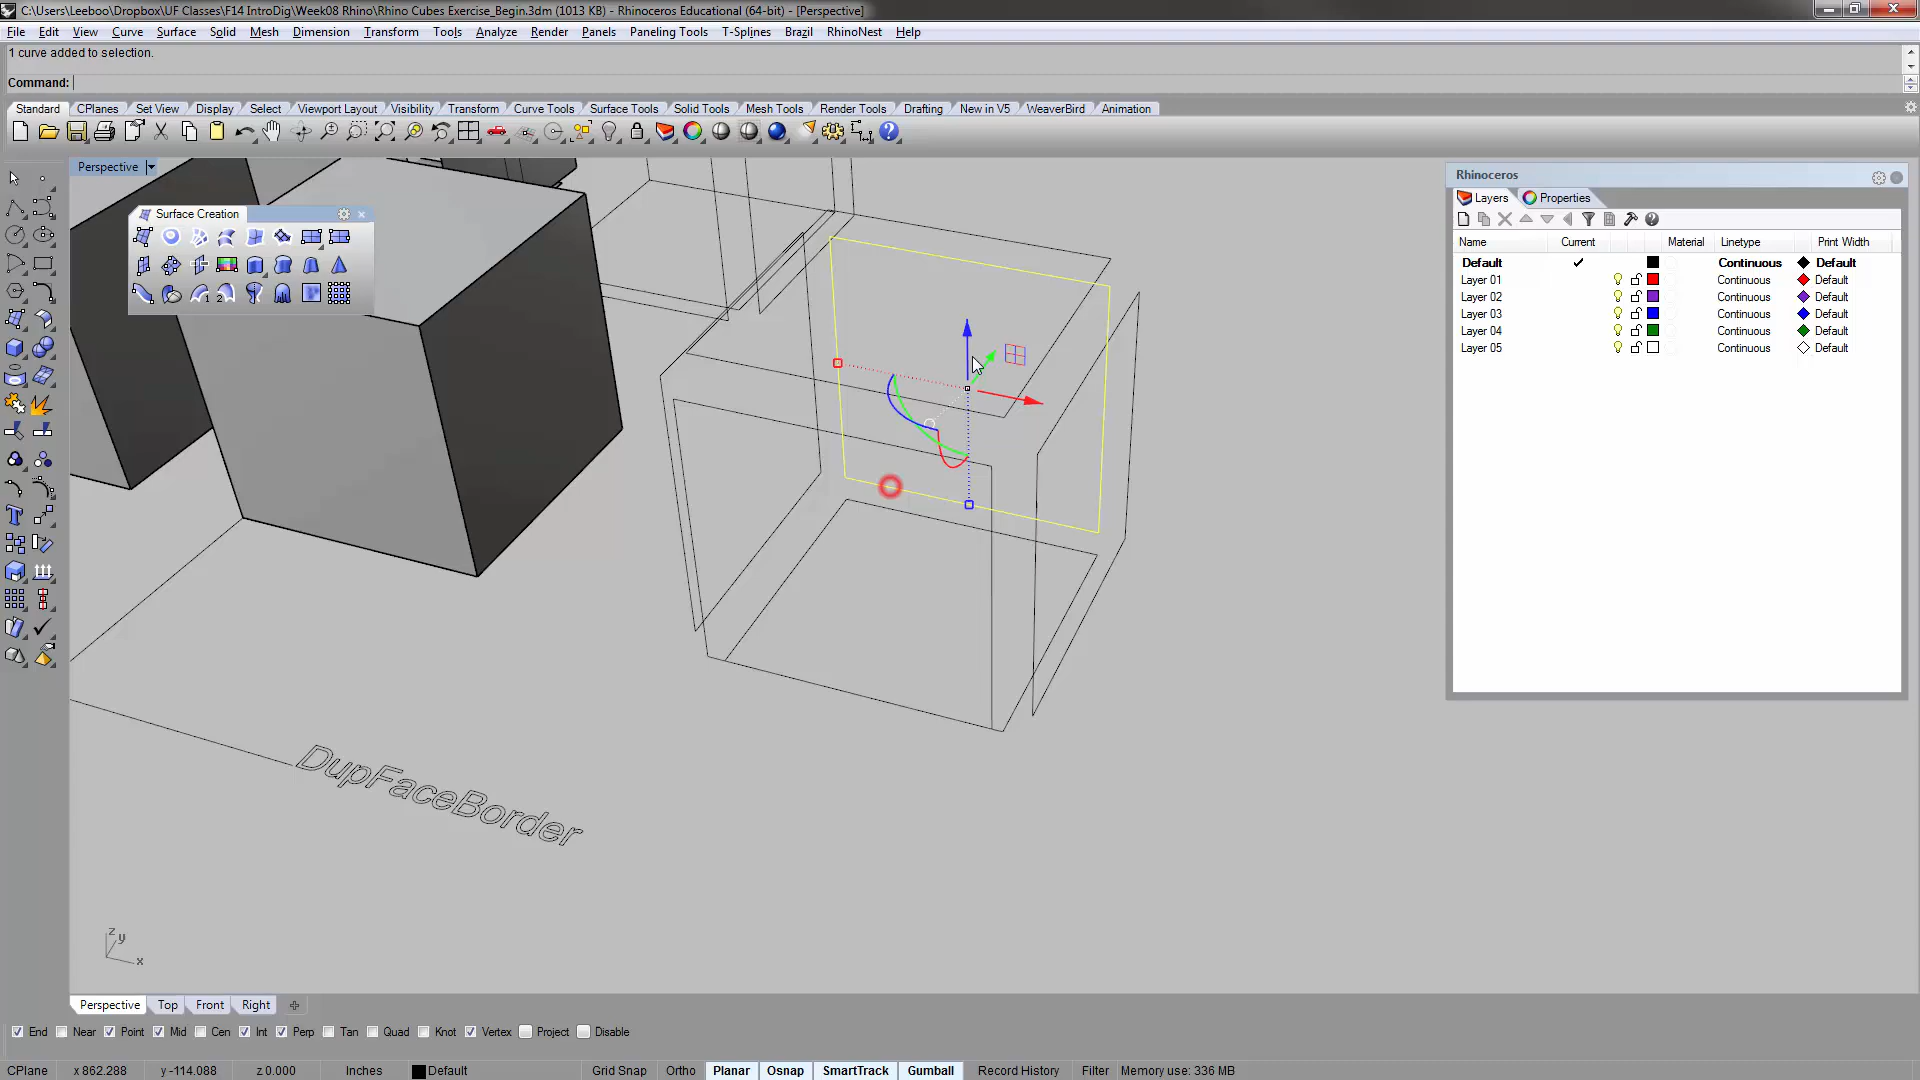 C:\Users\Leeboo\Dropbox\UF Classes\F14 IntroDig\Week08 Rhino\Rhino Cubes Exercise_Begin.3dm (1013 KB) - Rhinoceros Educational (64-bit) - [Perspective]
File Edit View Curve Surface Solid Mesh Dimension Transform Tools Analyze Render Panels Paneling Tools T-Splines Brazil RhinoNest Help
1 curve added to selection.
Command:
Standard CPlanes Set View Display Select Viewport Layout Visibility Transform Curve Tools Surface Tools Solid Tools Mesh Tools Render Tools Drafting New in V5 WeaverBird Animation
Perspective
Surface Creation
Rhinoceros
Layers Properties
Name Current Material Linetype Print Width
Default Continuous Default
Layer 01 Continuous Default
Layer 02 Continuous Default
Layer 03 Continuous Default
Layer 04 Continuous Default
Layer 05 Continuous Default
DupFaceBorder
z
y
x
Perspective Top Front Right
End Near Point Mid Cen Int Perp Tan Quad Knot Vertex Project Disable
CPlane x 862.288 y -114.088 z 0.000 Inches Default Grid Snap Ortho Planar Osnap SmartTrack Gumball Record History Filter Memory use: 336 MB